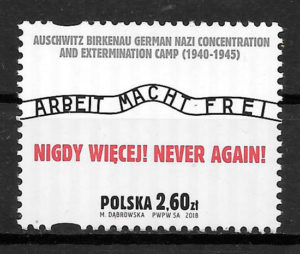 AUSCHWITZ BIRKENAU GERMAN NAZI CONCENTRATION
AND EXTERMINATION CAMP (1940-1945)
ARBEIT MACHT FREI
NIGDY WIĘCEJ! NEVER AGAIN!
POLSKA 2,60zł
M. DĄBROWSKA PWPW SA 2018